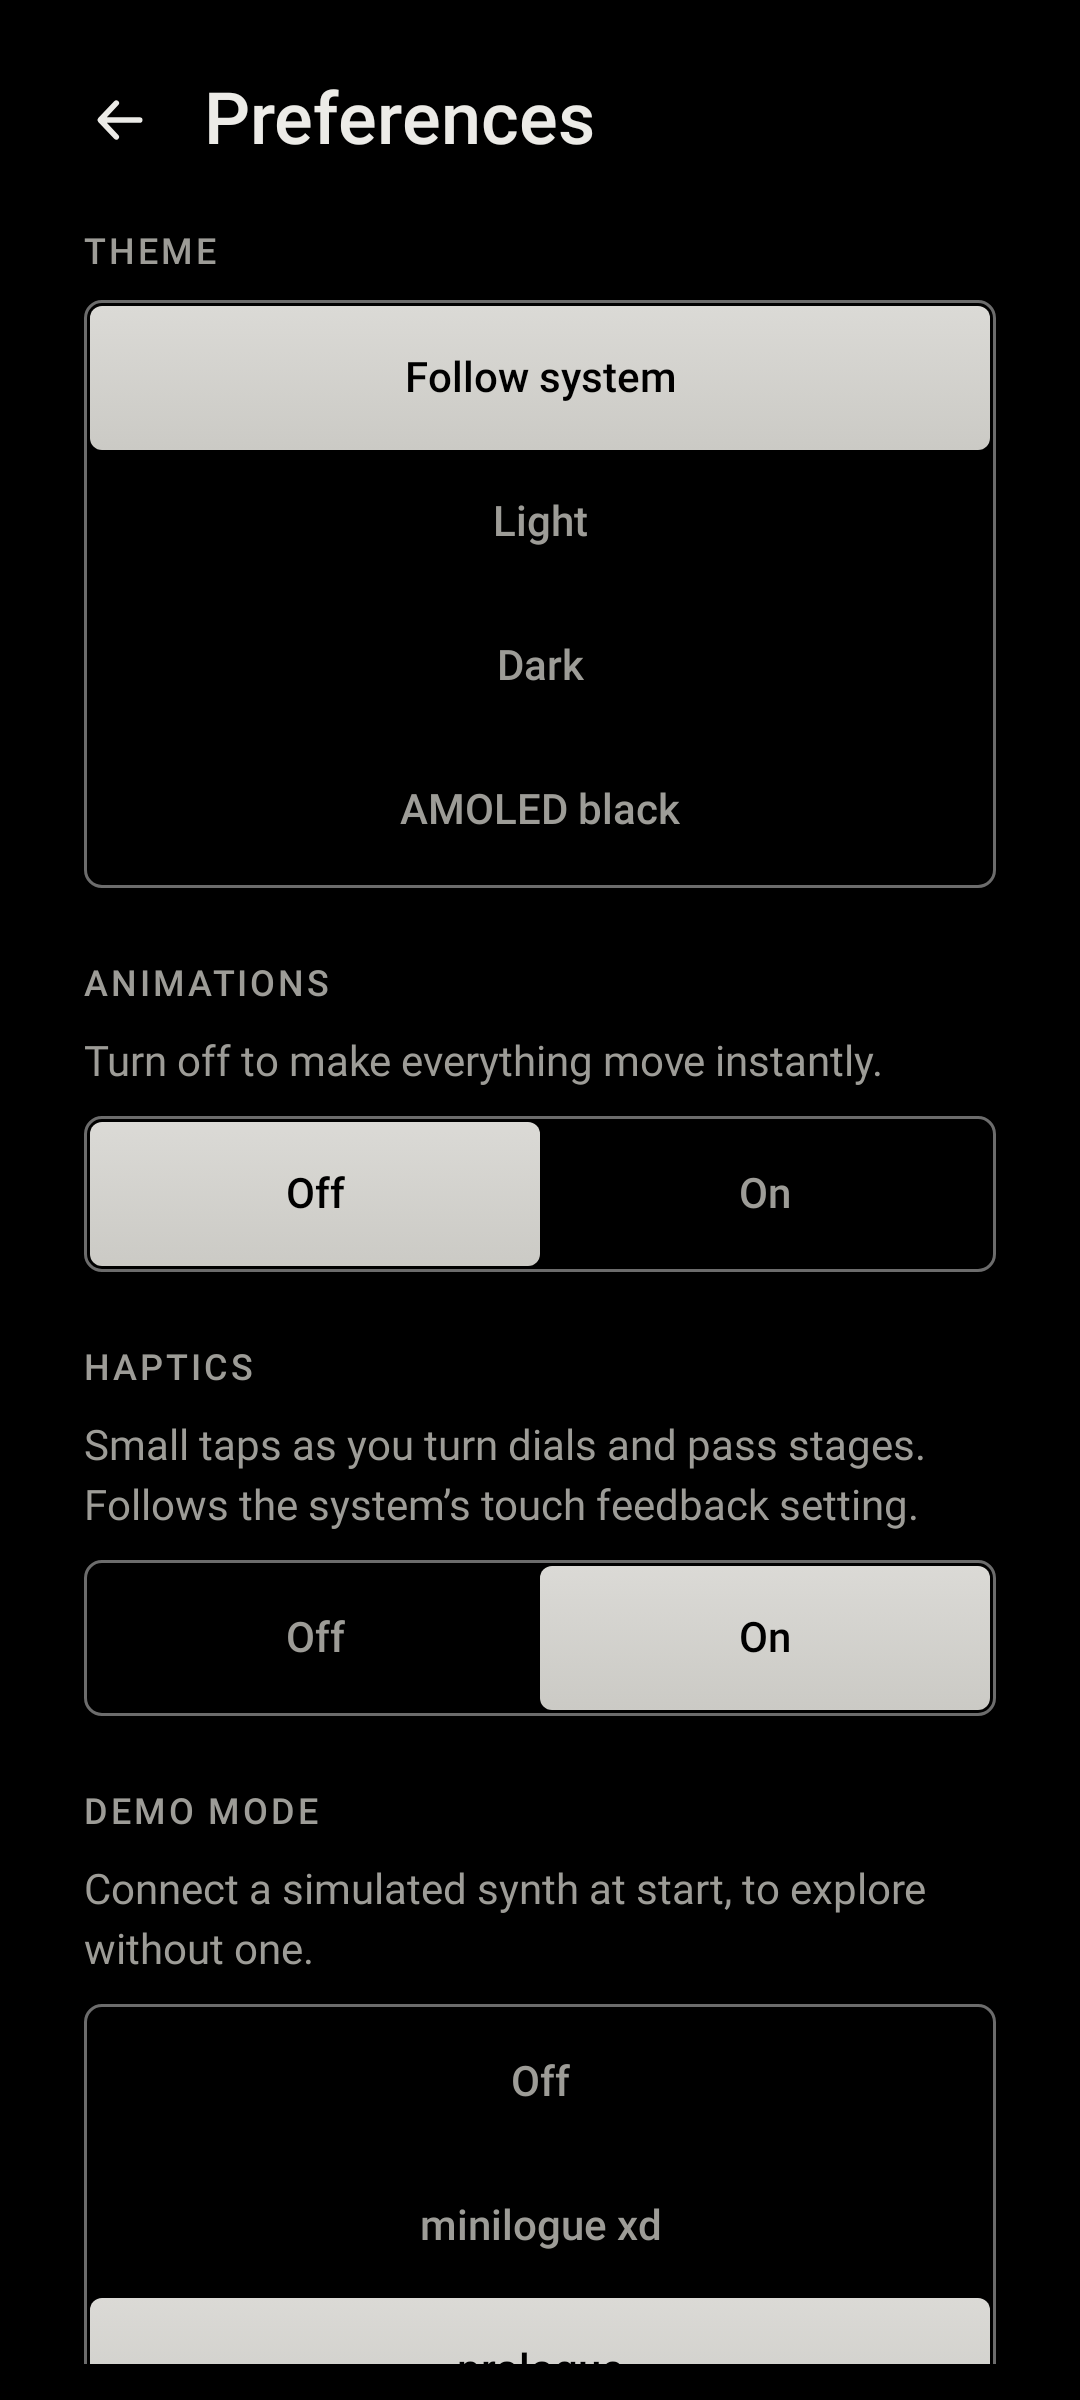 Preferences
THEME
Follow system
Light
Dark
AMOLED black
ANIMATIONS
Turn off to make everything move instantly.
Off
On
HAPTICS
Small taps as you turn dials and pass stages.
Follows the system’s touch feedback setting.
Off
On
DEMO MODE
Connect a simulated synth at start, to explore
without one.
Off
minilogue xd
prologue